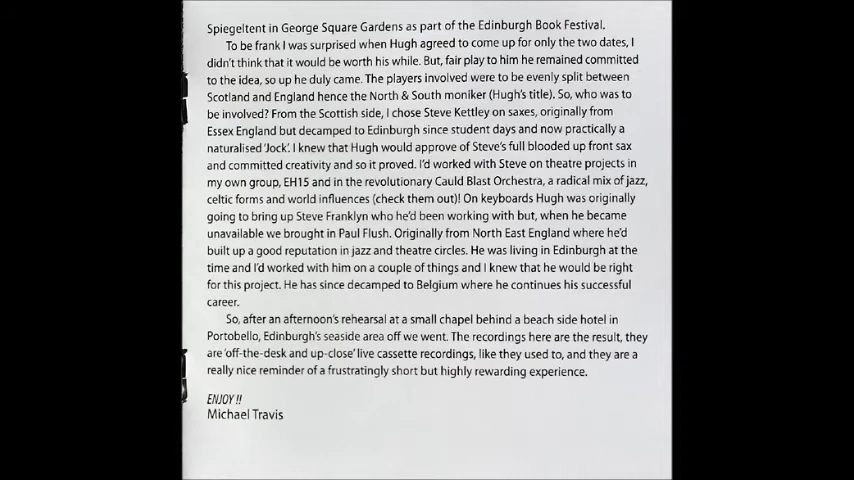 Spiegeltent in George Square Gardens as part of the Edinburgh Book Festival.
To be frank I was surprised when Hugh agreed to come up for only the two dates, I
didn't think that it would be worth his while. But, fair play to him he remained committed
to the idea, so up he duly came. The players involved were to be evenly split between
Scotland and England hence the North & South moniker (Hugh's title). So, who was to
be involved? From the Scottish side, I chose Steve Kettley on saxes, originally from
Essex England but decamped to Edinburgh since student days and now practically a
naturalised 'Jock'. I knew that Hugh would approve of Steve's full blooded up front sax
and committed creativity and so it proved. I'd worked with Steve on theatre projects in
my own group, EH15 and in the revolutionary Cauld Blast Orchestra, a radical mix of jazz,
celtic forms and world influences (check them out)! On keyboards Hugh was originally
going to bring up Steve Franklyn who he'd been working with but, when he became
unavailable we brought in Paul Flush. Originally from North East England where he'd
built up a good reputation in jazz and theatre circles. He was living in Edinburgh at the
time and I'd worked with him on a couple of things and I knew that he would be right
for this project. He has since decamped to Belgium where he continues his successful
career.
So, after an afternoon's rehearsal at a small chapel behind a beach side hotel in
Portobello, Edinburgh's seaside area off we went. The recordings here are the result, they
are 'off-the-desk and up-close' live cassette recordings, like they used to, and they are a
really nice reminder of a frustratingly short but highly rewarding experience.
ENJOY !!
Michael Travis